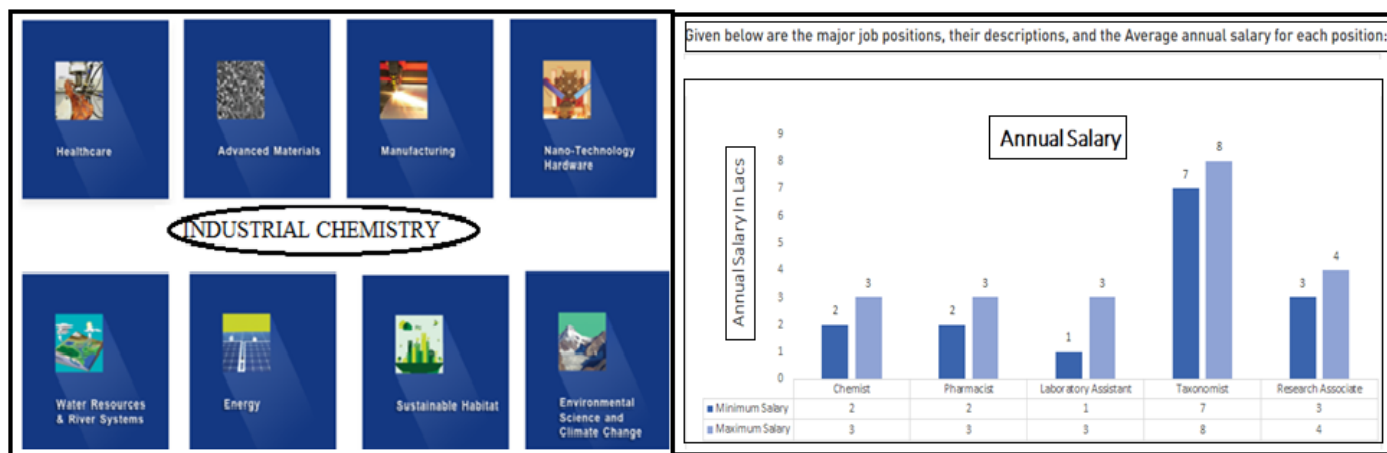 Healthcare
Advanced Materials
Manufacturing
Nano-Technology
Hardware
INDUSTRIAL CHEMISTRY
Water Resources
& River Systems
Energy
Sustainable Habitat
Environmental
Science and
Climate Change
Given below are the major job positions, their descriptions, and the Average annual salary for each position:
Annual Salary
Annual Salary In Lacs
9
8
7
6
5
4
3
2
1
0
2
3
2
3
1
3
7
8
3
4
Chemist Pharmacist Laboratory Assistant Taxonomist Research Associate
Minimum Salary 2 2 1 7 3
Maximum Salary 3 3 3 8 4